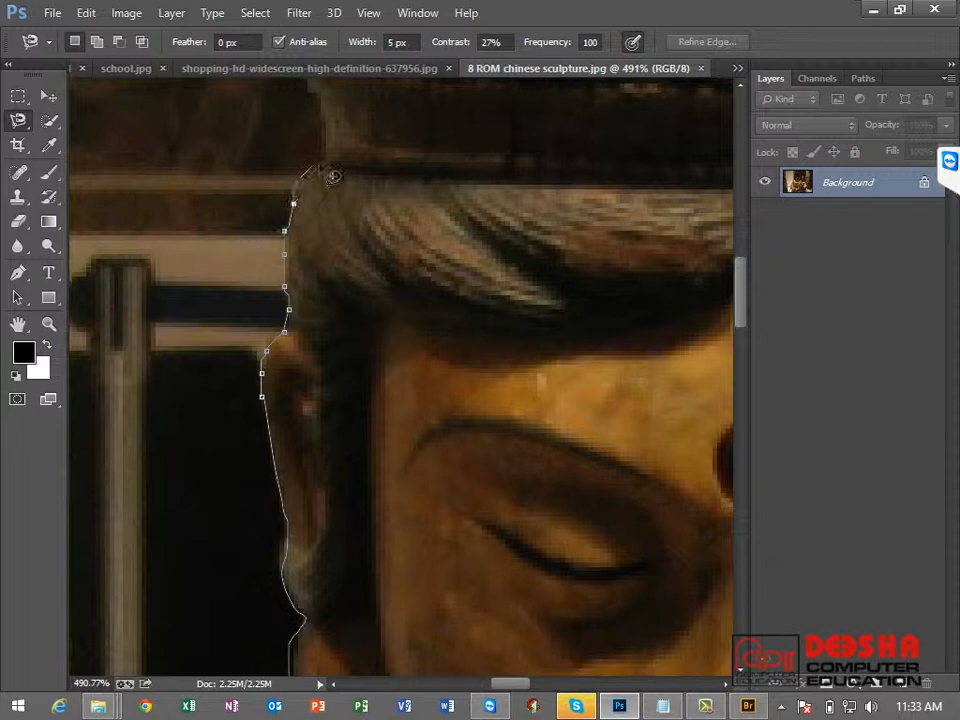 Ps File Edit Image Layer Type Select Filter 3D View Window Help
Feather: 0 px Anti-alias Width: 5 px Contrast: 27% Frequency: 100 Refine Edge...
school.jpg × shopping-hd-widescreen-high-definition-637956.jpg × 8 ROM chinese sculpture.jpg @ 491% (RGB/8) ×
Layers Channels Paths
Kind
Normal Opacity: 100%
Lock: Fill: 100%
Background
490.77% Doc: 2.25M/2.25M
DEESHA
COMPUTER
EDUCATION
11:33 AM